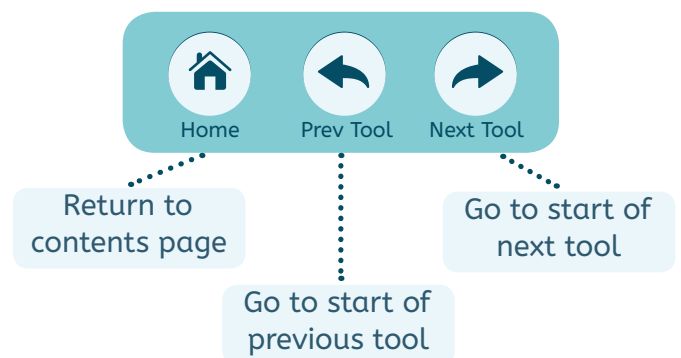 Home
Prev Tool
Next Tool
Return to
contents page
Go to start of
next tool
Go to start of
previous tool